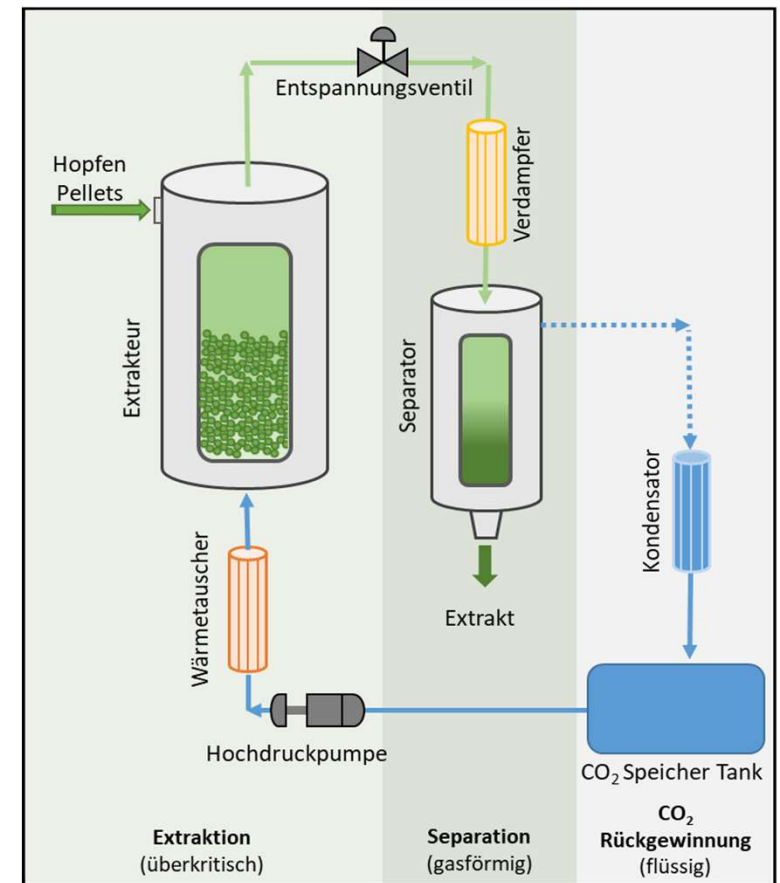 Entspannungsventil
Hopfen
Pellets
Verdampfer
Extrakteur
Separator
Kondensator
Wärmetauscher
Extrakt
Hochdruckpumpe
CO₂ Speicher Tank
Extraktion
(überkritisch)
Separation
(gasförmig)
CO₂
Rückgewinnung
(flüssig)